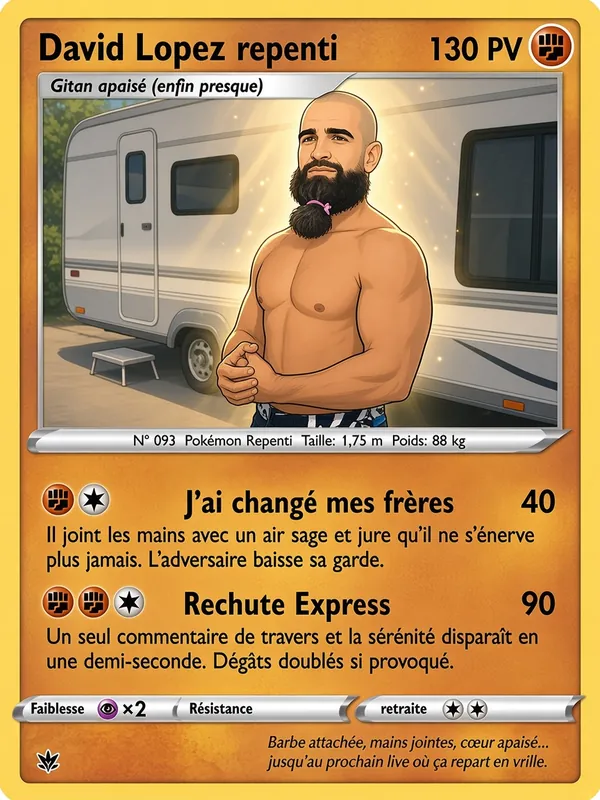 David Lopez repenti 130 PV
Gitan apaisé (enfin presque)
N° 093 Pokémon Repenti Taille: 1,75 m Poids: 88 kg
J'ai changé mes frères 40
Il joint les mains avec un air sage et jure qu'il ne s'énerve
plus jamais. L'adversaire baisse sa garde.
Rechute Express 90
Un seul commentaire de travers et la sérénité disparaît en
une demi-seconde. Dégâts doublés si provoqué.
Faiblesse ×2 Résistance retraite
Barbe attachée, mains jointes, cœur apaisé...
jusqu'au prochain live où ça repart en vrille.